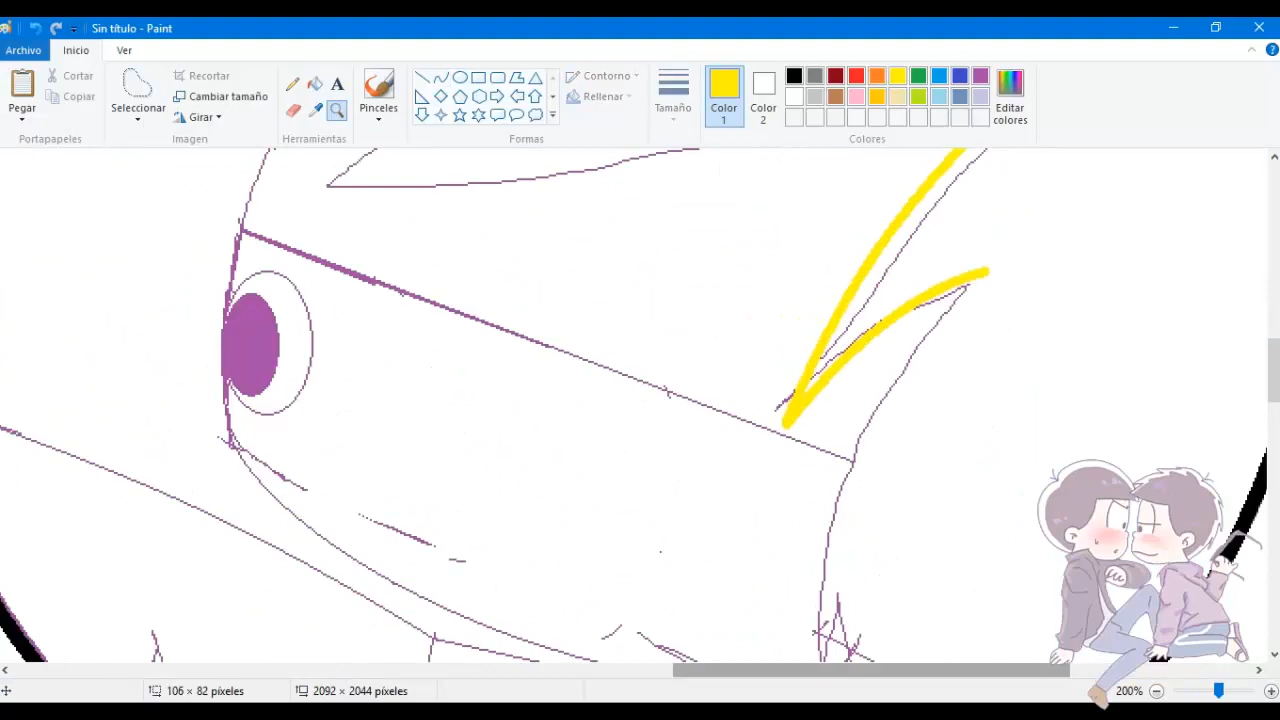 Sin título - Paint
Archivo Inicio Ver
Pegar
Cortar
Copiar
Portapapeles
Seleccionar
Recortar
Cambiar tamaño
Girar
Imagen
A
Herramientas
Pinceles
Contorno
Rellenar
Formas
Tamaño
Color 1
Color 2
Editar colores
Colores
106 × 82 píxeles
2092 × 2044 píxeles
200%